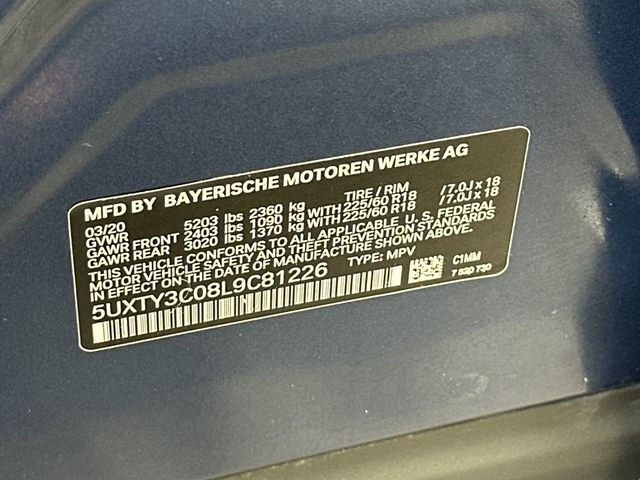 MFD BY BAYERISCHE MOTOREN WERKE AG
03/20 TIRE / RIM
GVWR 5203 lbs 2360 kg
GAWR FRONT 2403 lbs 1090 kg WITH 225/60 R18 / 7.0J x 18
GAWR REAR 3020 lbs 1370 kg WITH 225/60 R18 / 7.0J x 18
THIS VEHICLE CONFORMS TO ALL APPLICABLE U. S. FEDERAL
MOTOR VEHICLE SAFETY AND THEFT PREVENTION STANDARDS
IN EFFECT ON THE DATE OF MANUFACTURE SHOWN ABOVE.
5UXTY3C08L9C81226 TYPE: MPV C1MM
7 520 730